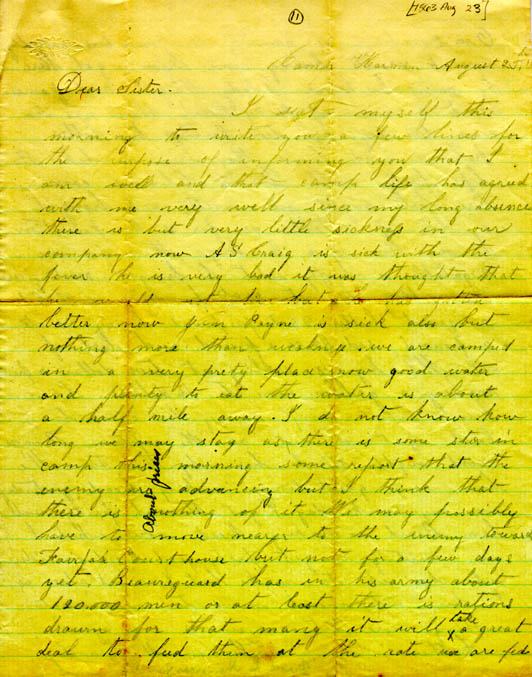 11
[1863 Aug 23]
Camp Harman August 23
Dear Sister.
I seat myself this
morning to write you a few lines for
the purpose of informing you that I
am well and that camp life has agreed
with me very well since my long absence
there is but very little sickness in our
company now A S Craig is sick with the
fever he is very bad it was thought that
he would not but he has gotten
better now Payne is sick also but
nothing more than weakness we are camped
in a very prety place now good water
and plenty to eat the water is about
a half mile away. I do not know how
long we may stay as there is some stir in
camp this morning some report that the
enemy are advancing but I think that
there is nothing of it We may possibly
have to move nearer to the enemy toward
Fairfax Court house but not for a few days
yet. Beaureguard has in his army about
120.000 men or at least there is rations
drawn for that many it will take a great
deal to feed them at the rate we are fed
About